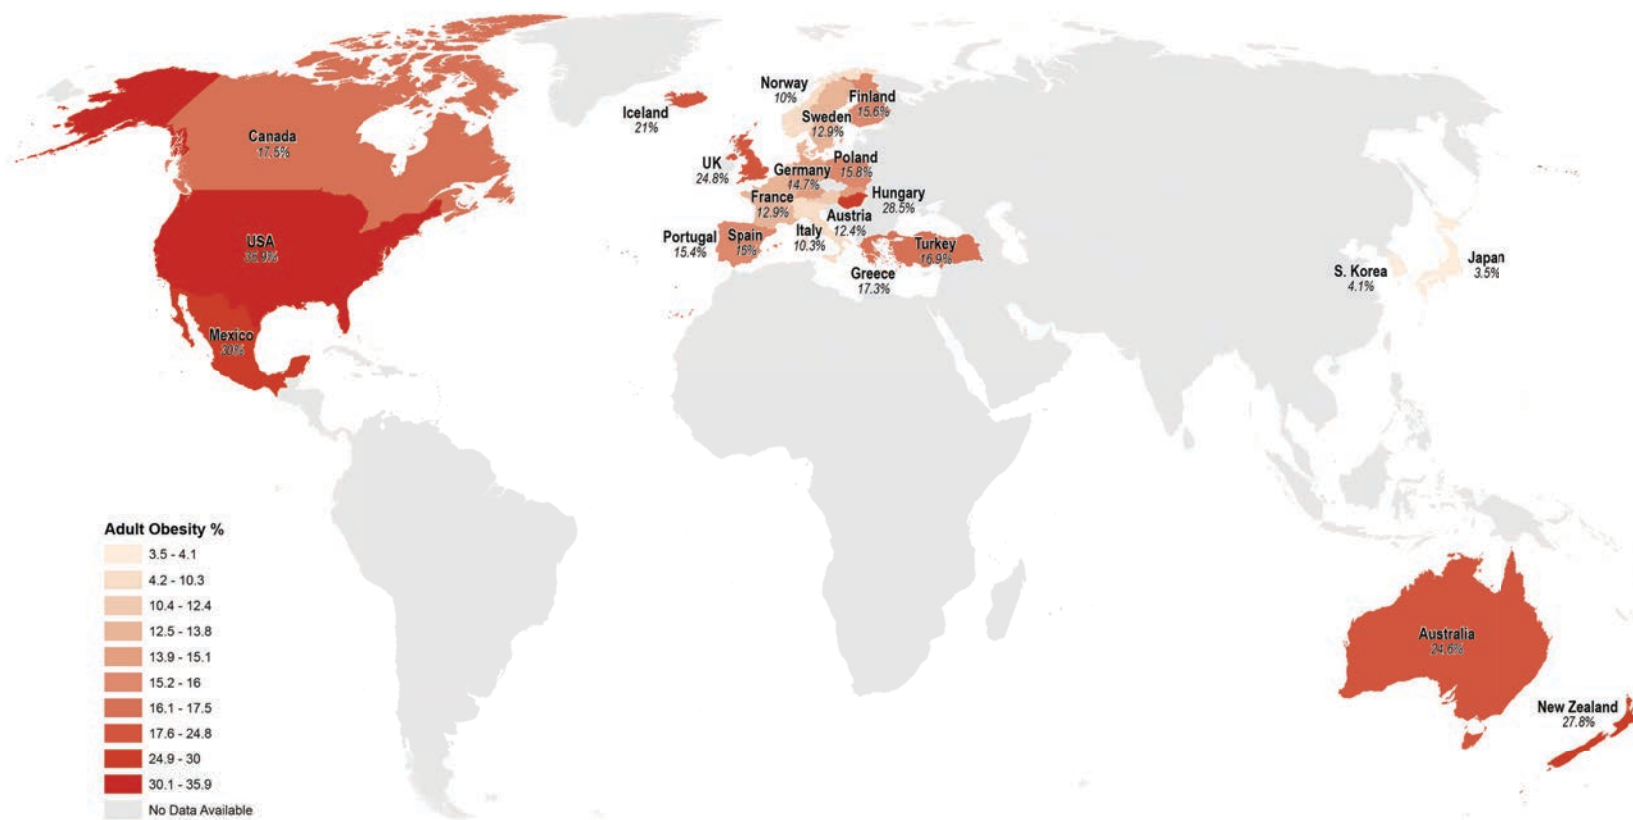 Norway
10%
Finland
15.6%
Iceland
21%
Sweden
12.9%
Canada
17.5%
UK
24.8%
Poland
15.8%
Germany
14.7%
Hungary
28.5%
France
12.9%
Austria
12.4%
Italy
10.3%
Portugal
15.4%
Spain
15%
Turkey
16.9%
Greece
17.3%
USA
35.9%
Mexico
30%
S. Korea
4.1%
Japan
3.5%
Australia
24.6%
New Zealand
27.8%
Adult Obesity %
3.5 - 4.1
4.2 - 10.3
10.4 - 12.4
12.5 - 13.8
13.9 - 15.1
15.2 - 16
16.1 - 17.5
17.6 - 24.8
24.9 - 30
30.1 - 35.9
No Data Available